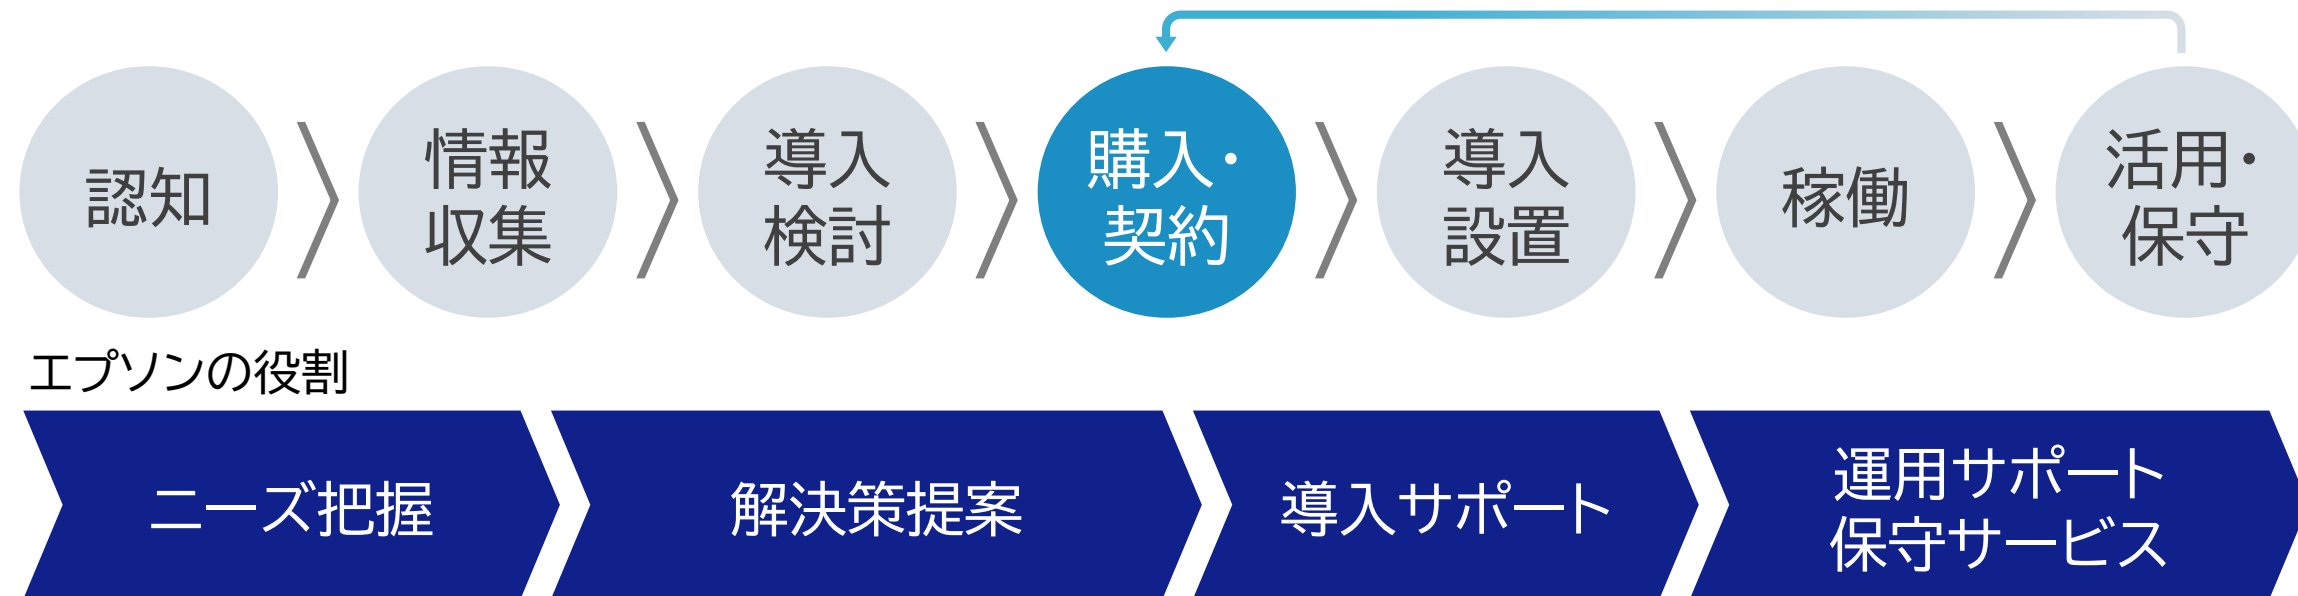 認知
情報
収集
導入
検討
購入・
契約
導入
設置
稼働
活用・
保守
エプソンの役割
ニーズ把握
解決策提案
導入サポート
運用サポート
保守サービス